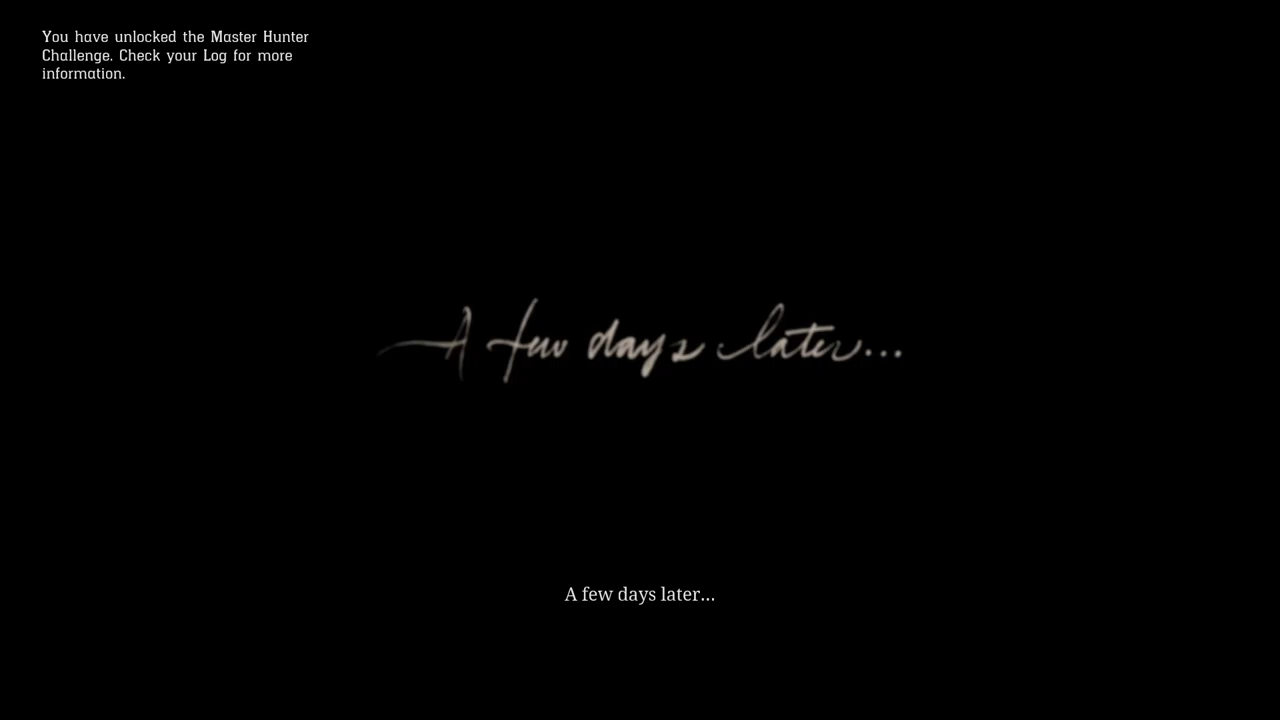 You have unlocked the Master Hunter
Challenge. Check your Log for more
information.
A few days later...
A few days later...